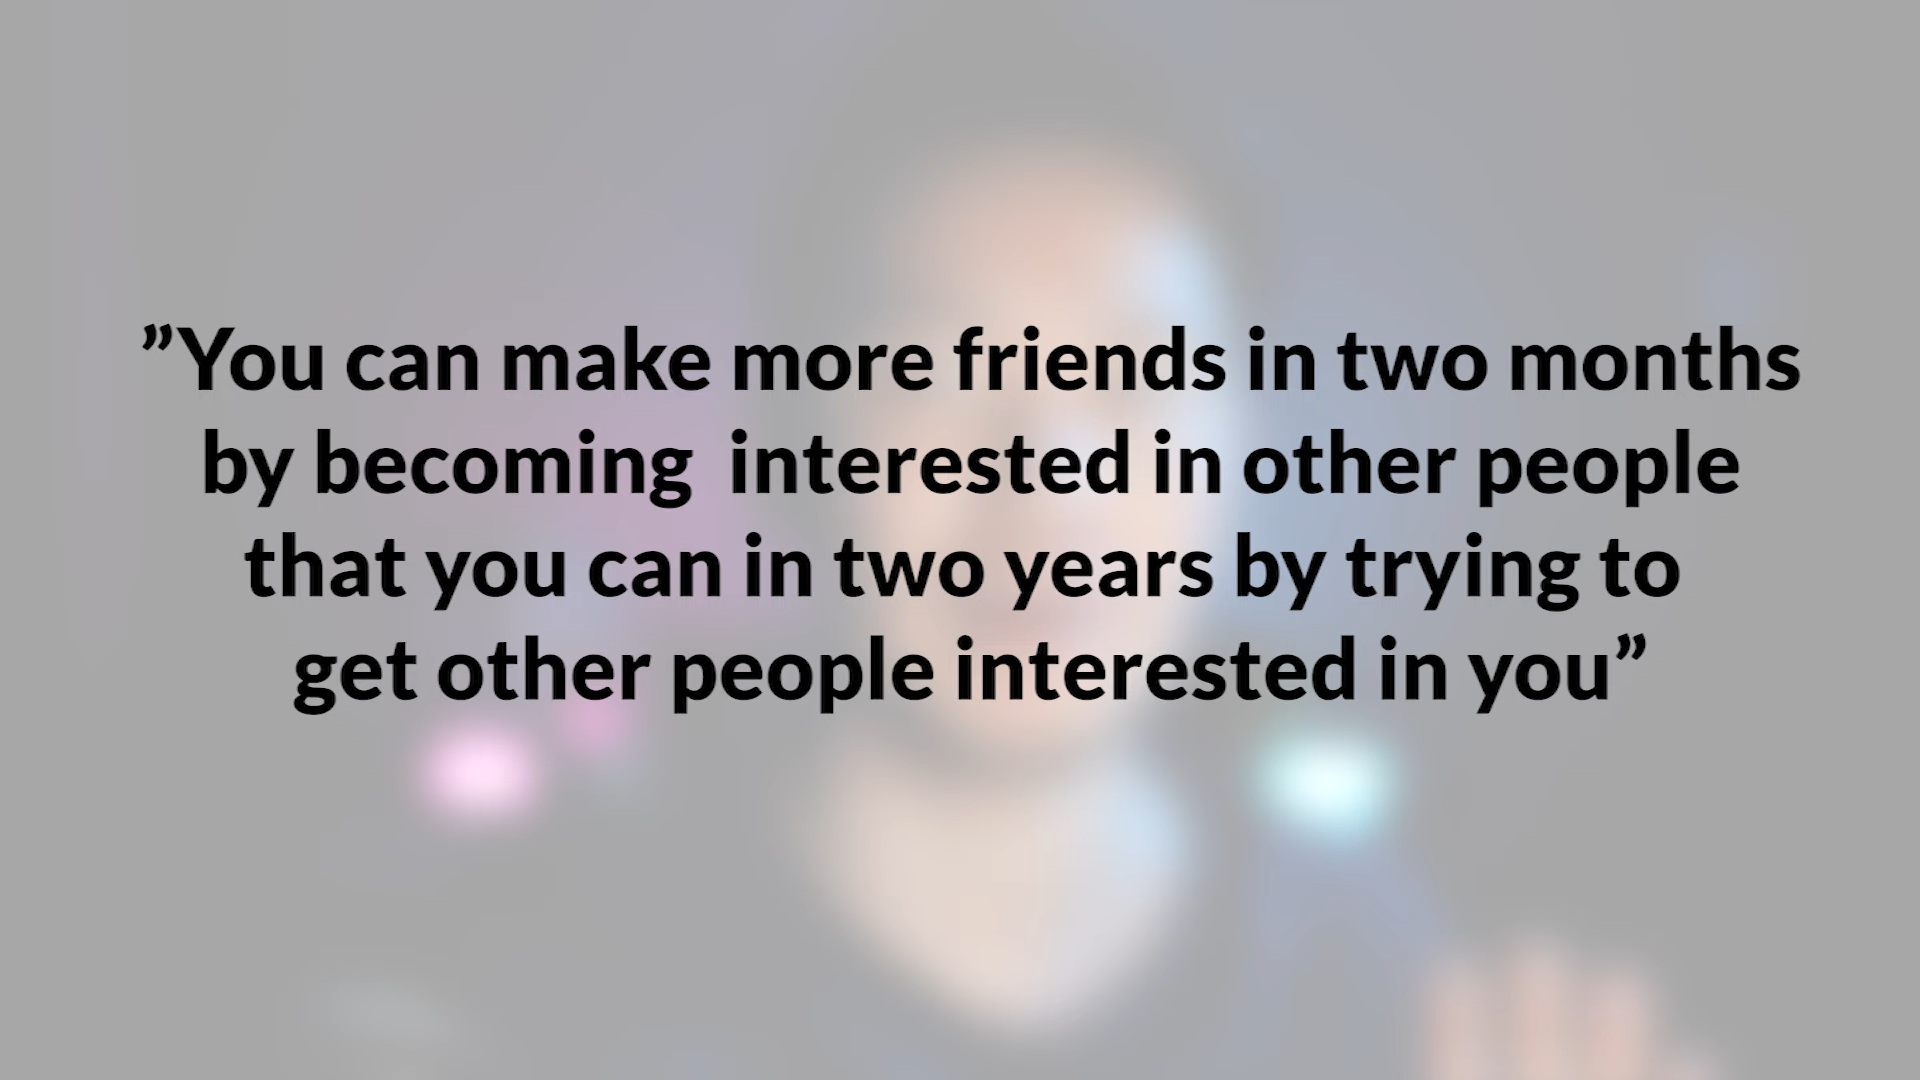 ”You can make more friends in two months
by becoming  interested in other people
that you can in two years by trying to
get other people interested in you”